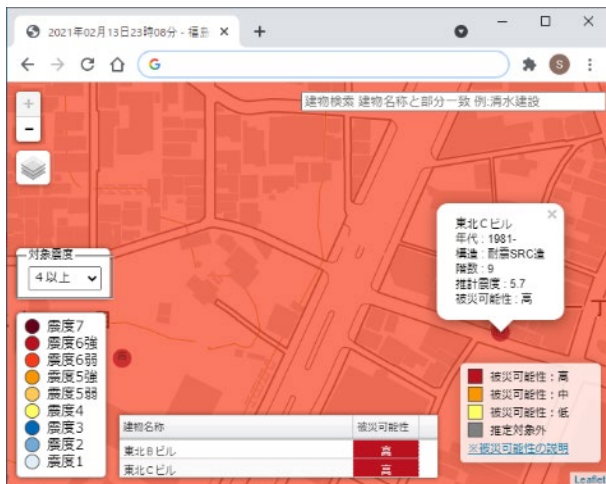 2021年02月13日23時08分 - 福島
S
建物検索 建物名称と部分一致 例:清水建設
+
-
東北Cビル
年代 : 1981-
構造 : 耐震SRC造
階数 : 9
推計震度 : 5.7
被災可能性 : 高
対象震度
4以上
震度7
震度6強
震度6弱
震度5強
震度5弱
震度4
震度3
震度2
震度1
高
丁
被災可能性 : 高
被災可能性 : 中
被災可能性 : 低
推定対象外
※被災可能性の説明
建物名称 被災可能性
東北Bビル 高
東北Cビル 高
Leaflet